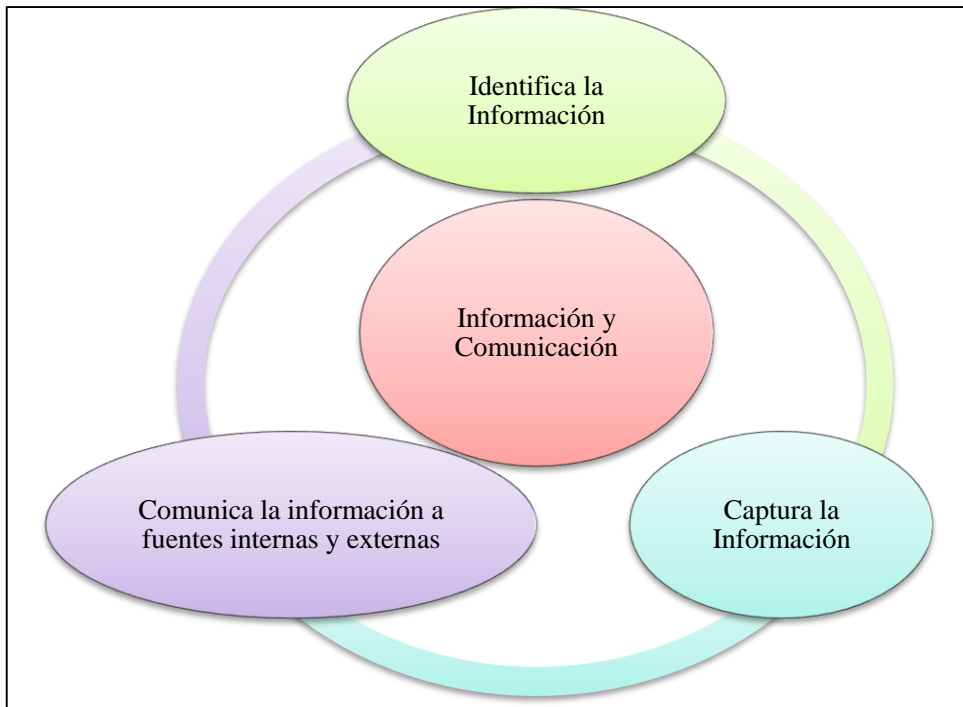 Identifica la
Información
Información y
Comunicación
Comunica la información a
fuentes internas y externas
Captura la
Información